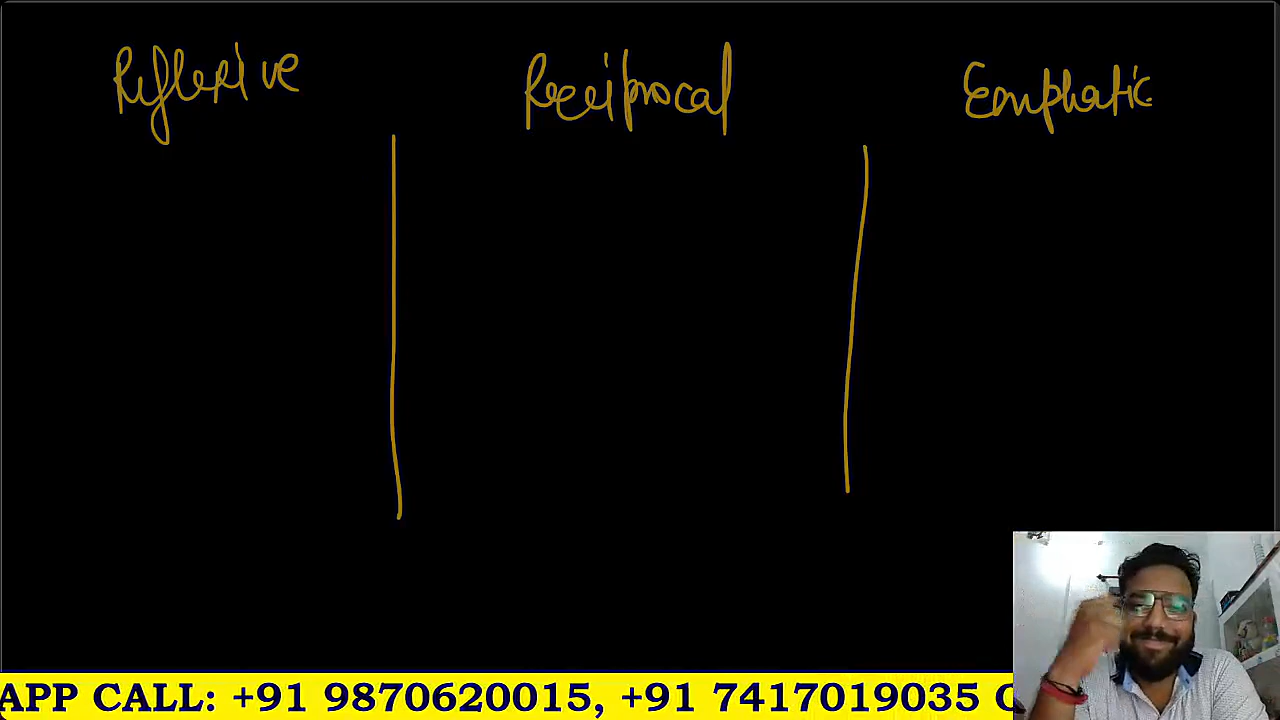 Reflexive Reciprocal Emphatic
APP CALL: +91 9870620015, +91 7417019035